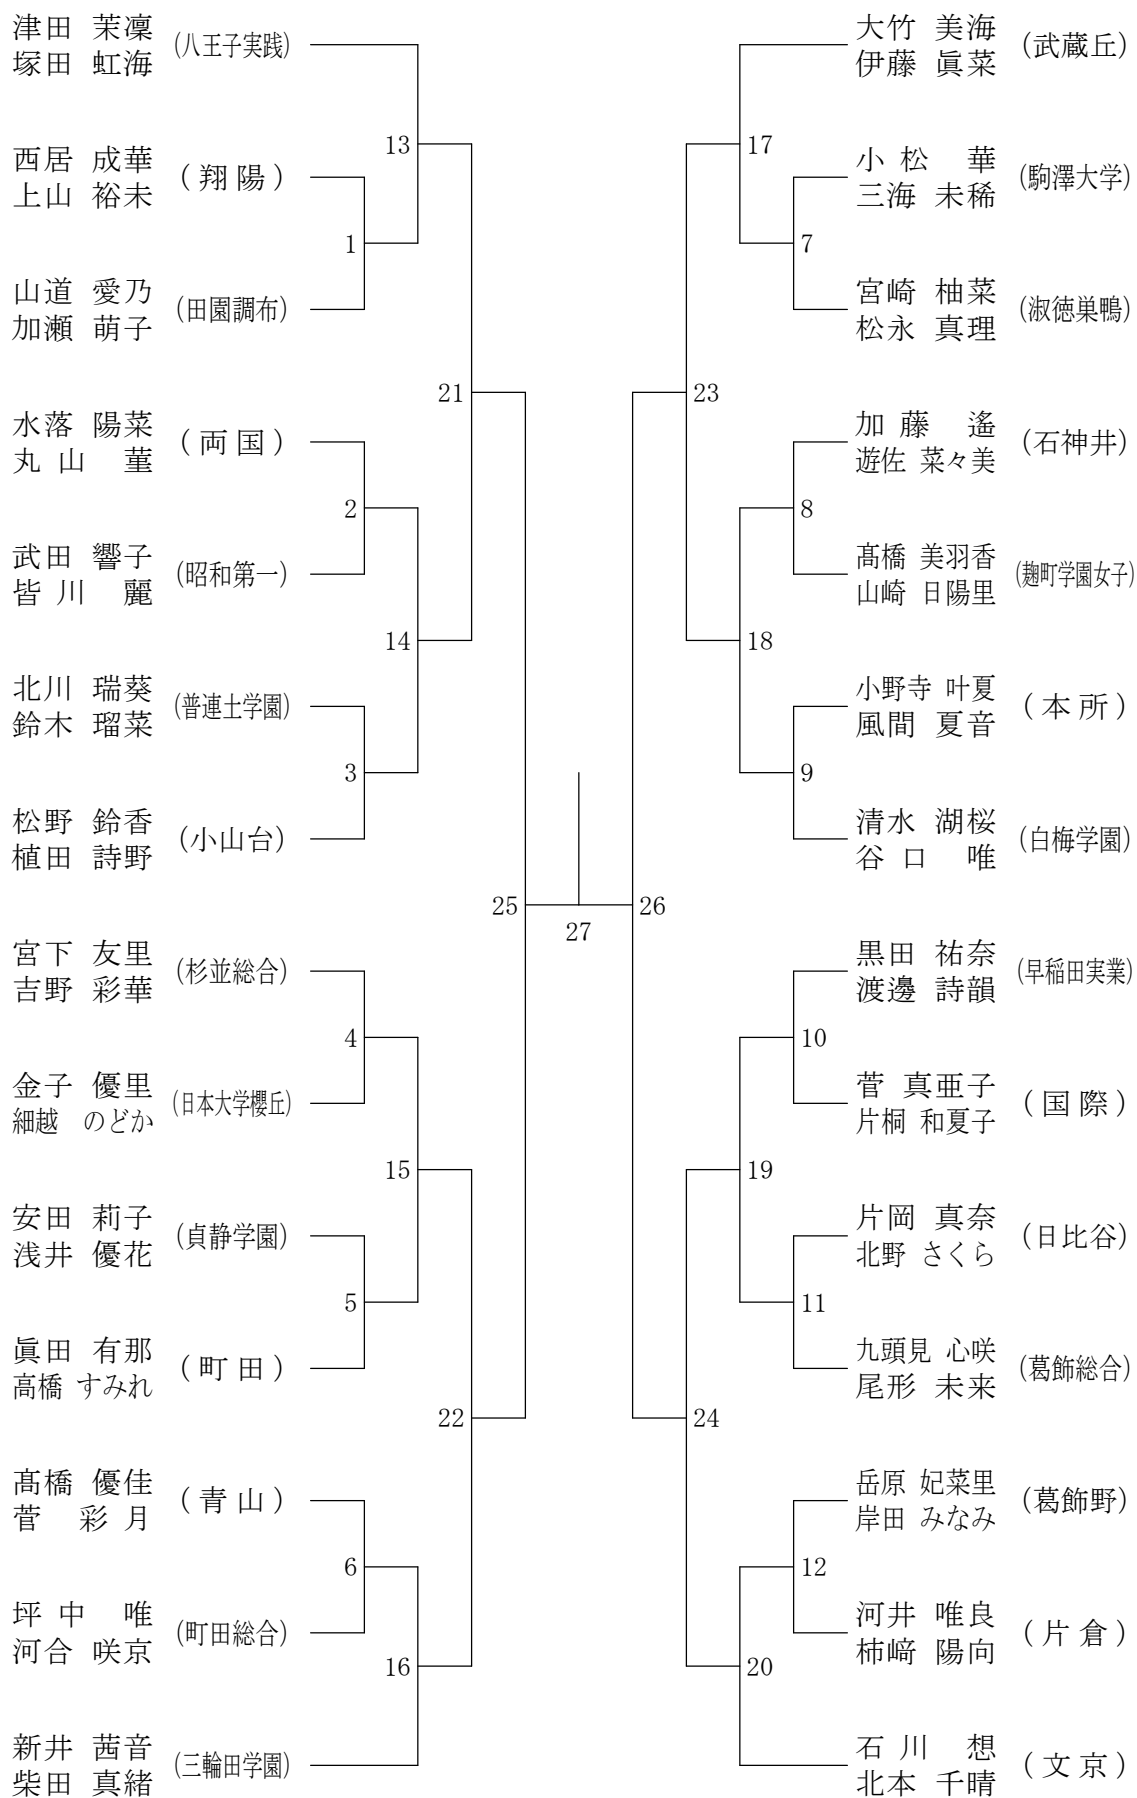 津田 茉凜
塚田 虹海
(八王子実践)
西居 成華
上山 裕未
(翔陽)
山道 愛乃
加瀬 萌子
(田園調布)
水落 陽菜
丸山 菫
(両国)
武田 響子
皆川 麗
(昭和第一)
北川 瑞葵
鈴木 瑠菜
(普連土学園)
松野 鈴香
植田 詩野
(小山台)
宮下 友里
吉野 彩華
(杉並総合)
金子 優里
細越 のどか
(日本大学櫻丘)
安田 莉子
浅井 優花
(貞静学園)
眞田 有那
高橋 すみれ
(町田)
髙橋 優佳
菅 彩月
(青山)
坪中 唯
河合 咲京
(町田総合)
新井 茜音
柴田 真緒
(三輪田学園)
1
2
3
4
5
6
13
14
15
16
21
22
25
27
26
23
24
17
18
19
20
7
8
9
10
11
12
大竹 美海
伊藤 眞菜
(武蔵丘)
小松 華
三海 未稀
(駒澤大学)
宮崎 柚菜
松永 真理
(淑徳巣鴨)
加藤 遙
遊佐 菜々美
(石神井)
髙橋 美羽香
山崎 日陽里
(麹町学園女子)
小野寺 叶夏
風間 夏音
(本所)
清水 湖桜
谷口 唯
(白梅学園)
黒田 祐奈
渡邊 詩韻
(早稲田実業)
菅 真亜子
片桐 和夏子
(国際)
片岡 真奈
北野 さくら
(日比谷)
九頭見 心咲
尾形 未来
(葛飾総合)
岳原 妃菜里
岸田 みなみ
(葛飾野)
河井 唯良
柿﨑 陽向
(片倉)
石川 想
北本 千晴
(文京)